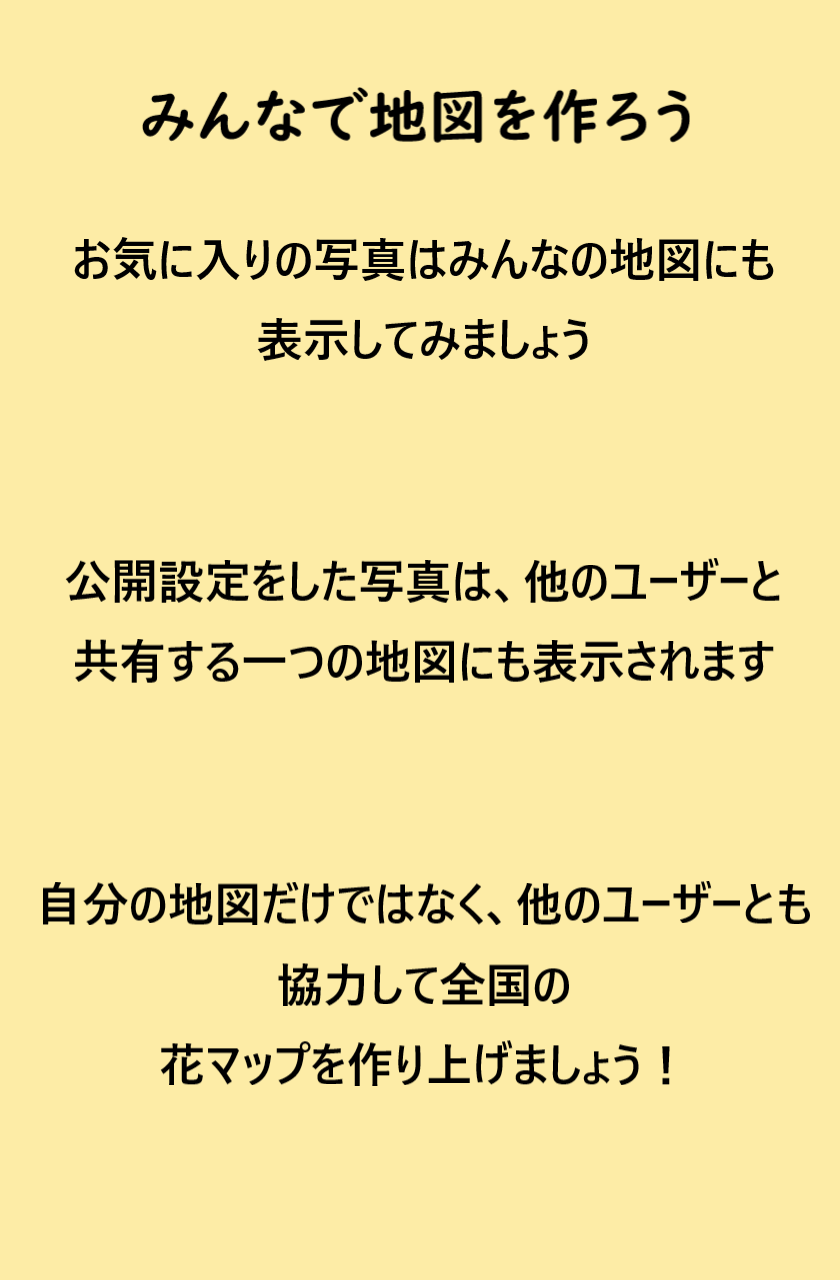 みんなで地図を作ろう
お気に入りの写真はみんなの地図にも
表示してみましょう
公開設定をした写真は、他のユーザーと
共有する一つの地図にも表示されます
自分の地図だけではなく、他のユーザーとも
協力して全国の
花マップを作り上げましょう！